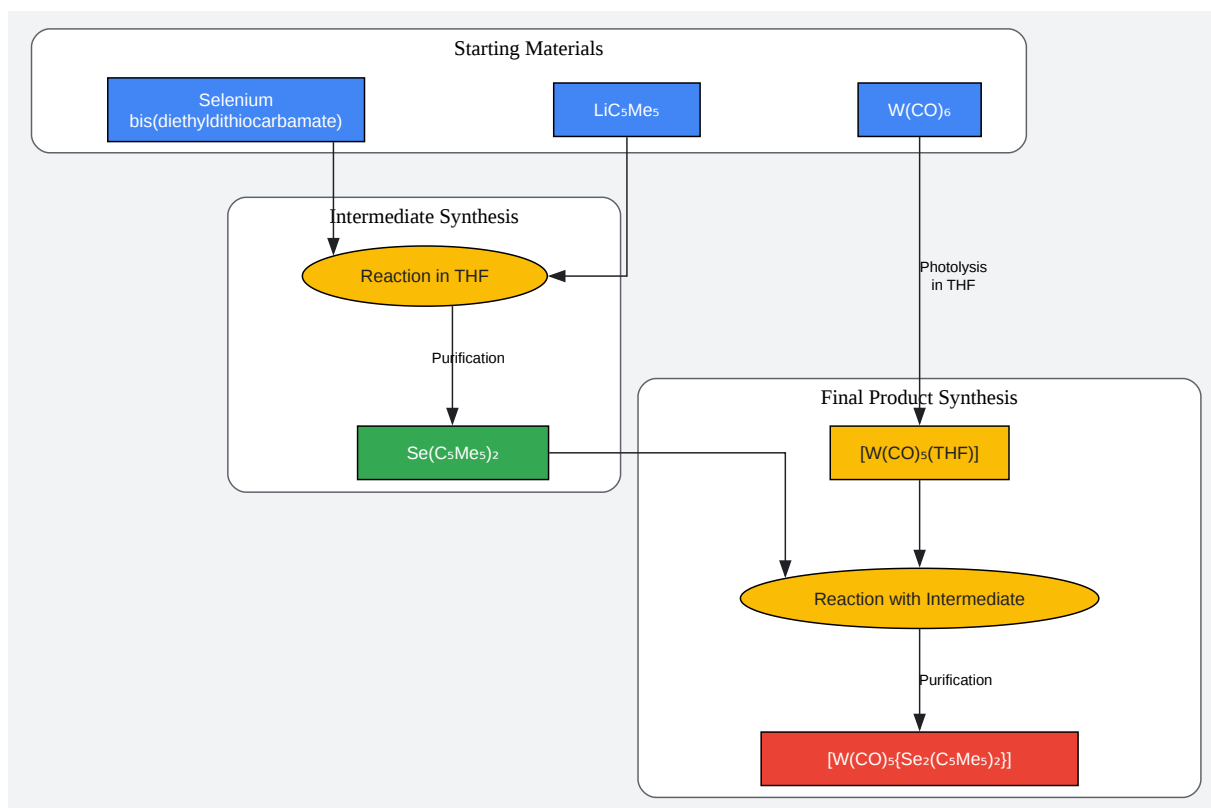 Starting Materials
Selenium
bis(diethyldithiocarbamate)
LiC₅Me₅
W(CO)₆
Intermediate Synthesis
Reaction in THF
Photolysis
in THF
Purification
Final Product Synthesis
Se(C₅Me₅)₂
[W(CO)₅(THF)]
Reaction with Intermediate
Purification
[W(CO)₅{Se₂(C₅Me₅)₂}]